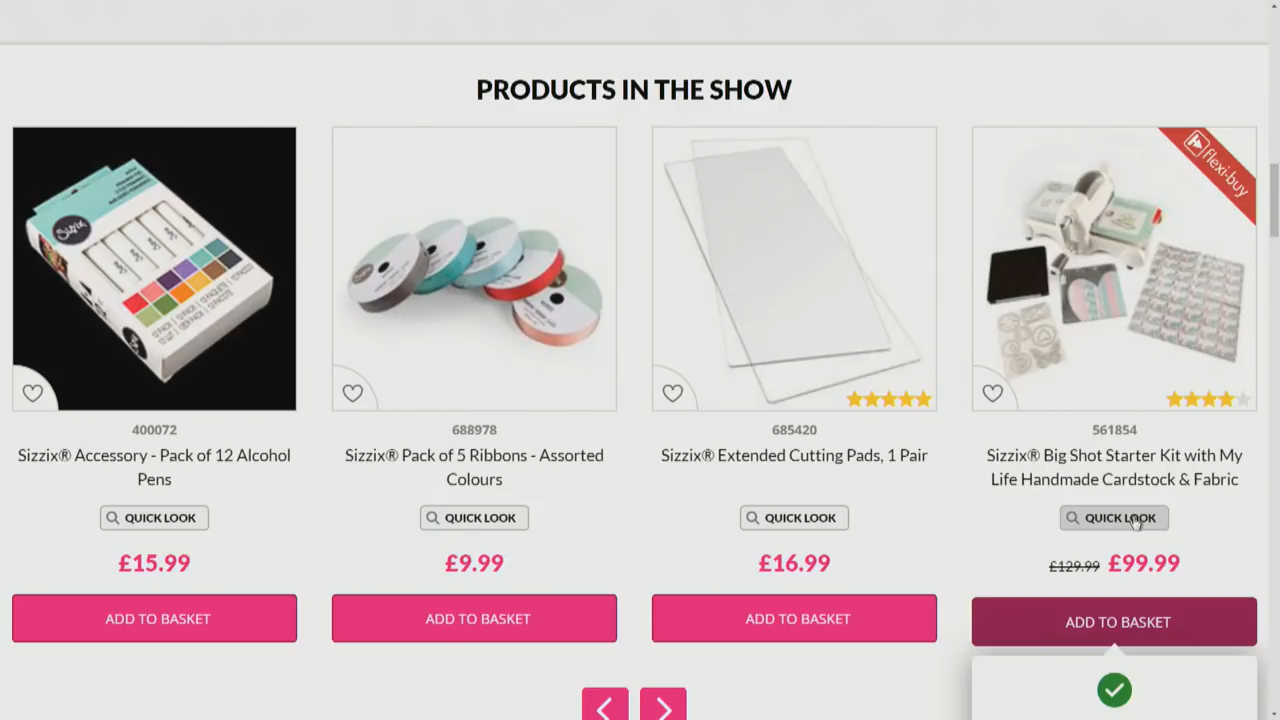 PRODUCTS IN THE SHOW
flexi-buy
Sizzix
400072
Sizzix® Accessory - Pack of 12 Alcohol
Pens
QUICK LOOK
£15.99
ADD TO BASKET
688978
Sizzix® Pack of 5 Ribbons - Assorted
Colours
QUICK LOOK
£9.99
ADD TO BASKET
685420
Sizzix® Extended Cutting Pads, 1 Pair
QUICK LOOK
£16.99
ADD TO BASKET
561854
Sizzix® Big Shot Starter Kit with My
Life Handmade Cardstock & Fabric
QUICK LOOK
£129.99 £99.99
ADD TO BASKET